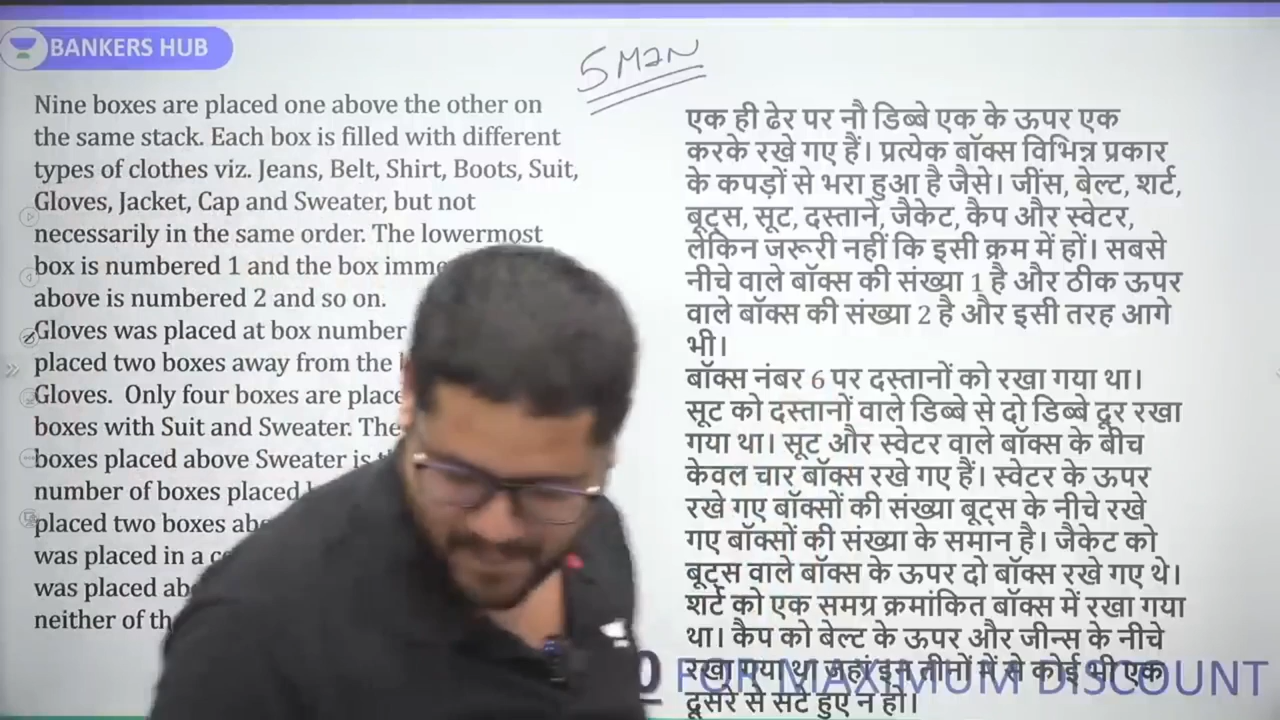 BANKERS HUB
5 Man
Nine boxes are placed one above the other on
the same stack. Each box is filled with different
types of clothes viz. Jeans, Belt, Shirt, Boots, Suit,
Gloves, Jacket, Cap and Sweater, but not
necessarily in the same order. The lowermost
box is numbered 1 and the box
above is numbered 2 and so on.
Gloves was placed at box number
placed two boxes away from the
Gloves. Only four boxes are
boxes with Suit and Sweater.
boxes placed above Sweater is
number of boxes placed
placed two boxes
was placed in a
was placed
neither of
एक ही ढेर पर नौ डिब्बे एक के ऊपर एक
करके रखे गए हैं। प्रत्येक बॉक्स विभिन्न प्रकार
के कपड़ों से भरा हुआ है जैसे। जींस, बेल्ट, शर्ट,
बूट्स, सूट, दस्ताने, जैकेट, कैप और स्वेटर,
लेकिन जरूरी नहीं कि इसी क्रम में हों। सबसे
नीचे वाले बॉक्स की संख्या 1 है और ठीक ऊपर
वाले बॉक्स की संख्या 2 है और इसी तरह आगे
भी।
बॉक्स नंबर 6 पर दस्तानों को रखा गया था।
सूट को दस्तानों वाले डिब्बे से दो डिब्बे दूर रखा
गया था। सूट और स्वेटर वाले बॉक्स के बीच
केवल चार बॉक्स रखे गए हैं। स्वेटर के ऊपर
रखे गए बॉक्सों की संख्या बूट्स के नीचे रखे
गए बॉक्सों की संख्या के समान है। जैकेट को
बूट्स वाले बॉक्स के ऊपर दो बॉक्स रखे गए थे।
शर्ट को एक समग्र क्रमांकित बॉक्स में रखा गया
था। कैप को बेल्ट के ऊपर और जीन्स के नीचे
रखा गया था जहां इन तीनों में से कोई भी एक
दूसरे से सटे हुए न हो।
0 FOR MAXIMUM DISCOUNT